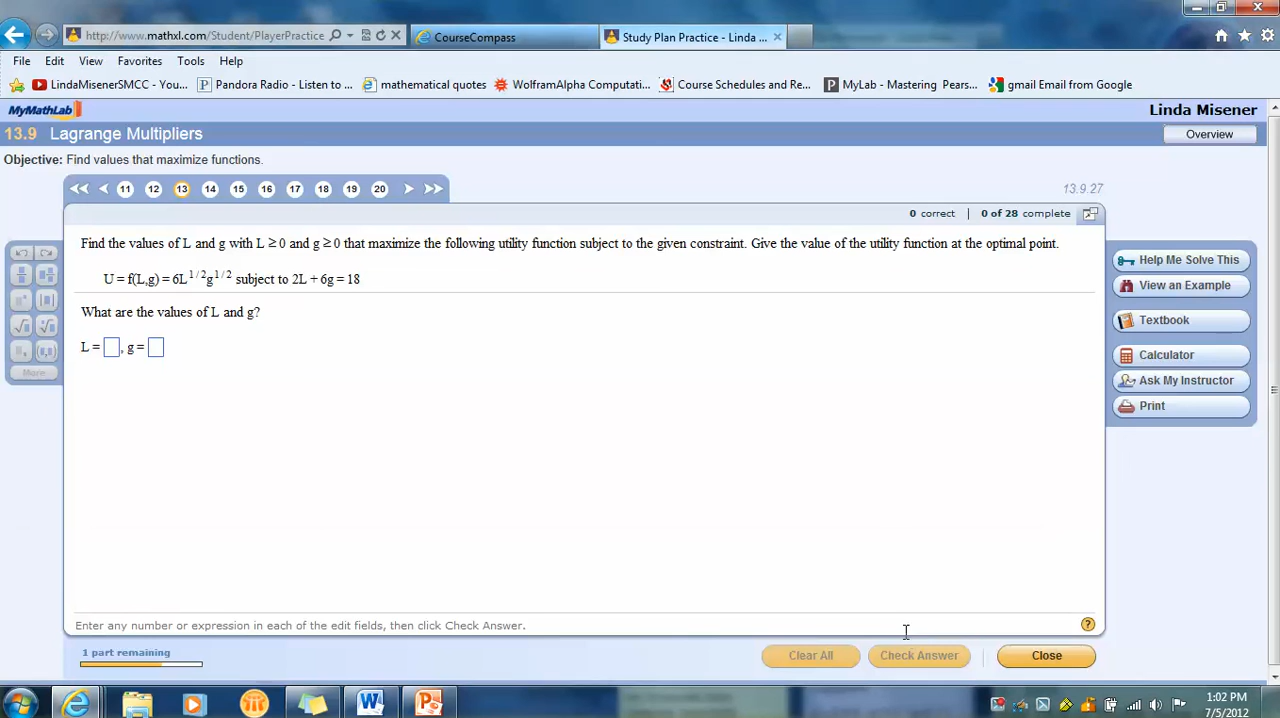 http://www.mathxl.com/Student/PlayerPractice
CourseCompass
Study Plan Practice - Linda ...
File Edit View Favorites Tools Help
LindaMisenerSMCC - You... Pandora Radio - Listen to ... mathematical quotes WolframAlpha Computati... Course Schedules and Re... MyLab - Mastering Pears... gmail Email from Google
MyMathLab
Linda Misener
13.9 Lagrange Multipliers
Overview
Objective: Find values that maximize functions.
11 12 13 14 15 16 17 18 19 20
13.9.27
0 correct | 0 of 28 complete
Find the values of L and g with L ≥ 0 and g ≥ 0 that maximize the following utility function subject to the given constraint. Give the value of the utility function at the optimal point.
U = f(L,g) = 6L^1/2 g^1/2 subject to 2L + 6g = 18
What are the values of L and g?
L = , g =
More
Help Me Solve This
View an Example
Textbook
Calculator
Ask My Instructor
Print
Enter any number or expression in each of the edit fields, then click Check Answer.
?
1 part remaining
Clear All
Check Answer
Close
1:02 PM
7/5/2012